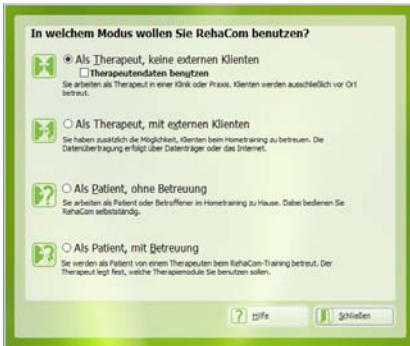 In welchem Modus wollen Sie RehaCom benutzen?
Als Therapeut, keine externen Klienten
Therapeutendaten benutzen
Sie arbeiten als Therapeut in einer Klinik oder Praxis. Klienten werden ausschließlich vor Ort
betreut.
Als Therapeut, mit externen Klienten
Sie haben zusätzlich die Möglichkeit, Klienten beim Hometraining zu betreuen. Die
Datenübertragung erfolgt über Datenträger oder das Internet.
Als Patient, ohne Betreuung
Sie arbeiten als Patient oder Betroffener im Hometraining zu Hause. Dabei bedienen Sie
RehaCom selbstständig.
Als Patient, mit Betreuung
Sie werden als Patient von einem Therapeuten beim RehaCom-Training betreut. Der
Therapeut legt fest, welche Therapiemodule Sie benutzen sollen.
Hilfe
Schließen